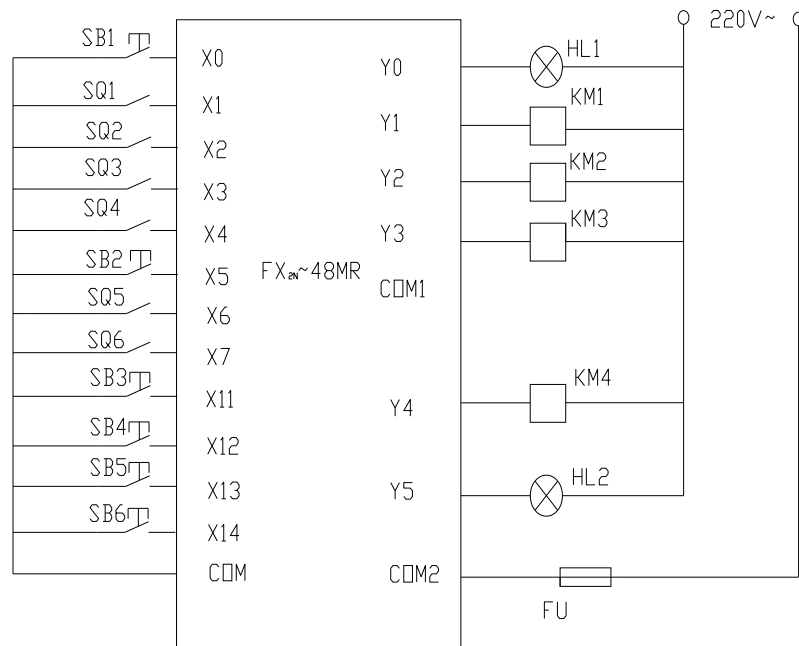 SB1
SQ1
SQ2
SQ3
SQ4
SB2
SQ5
SQ6
SB3
SB4
SB5
SB6
X0
X1
X2
X3
X4
X5
X6
X7
X11
X12
X13
X14
COM
FX2N~48MR
Y0
Y1
Y2
Y3
COM1
Y4
Y5
COM2
HL1
KM1
KM2
KM3
KM4
HL2
FU
220V~